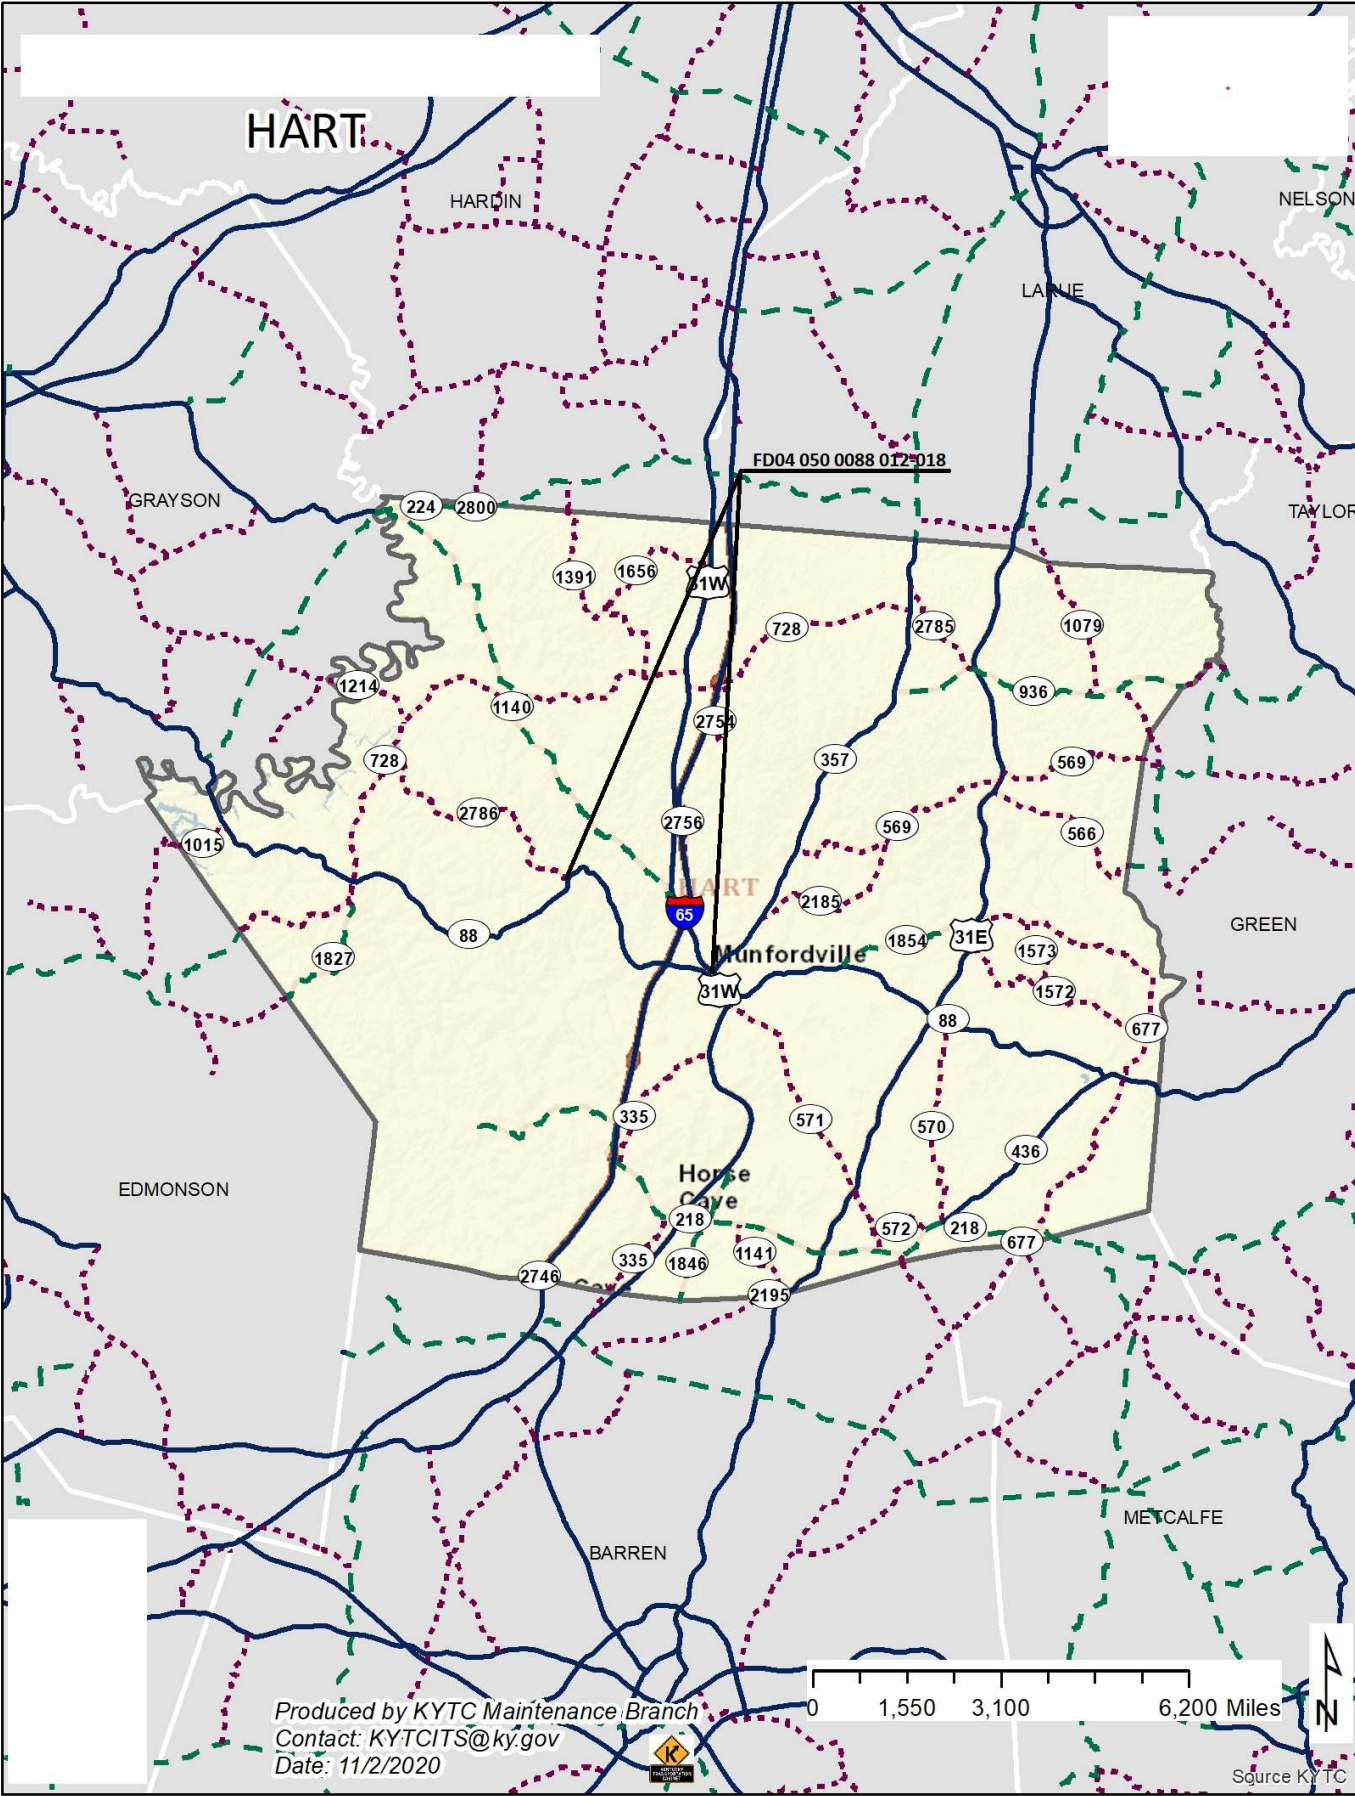 HART
HARDIN
NELSON
LARUE
FD04 050 0088 012-018
GRAYSON
TAYLOR
224
2800
1391
1656
31W
728
2785
1079
1214
1140
936
2754
728
357
569
2786
2756
569
566
1015
HART
2185
65
GREEN
88
1854
31E
1573
1827
Munfordville
31W
1572
88
677
335
571
570
436
EDMONSON
Horse
Cave
218
572
218
677
335
1846
1141
2746
Cave
2195
METCALFE
BARREN
0 1,550 3,100 6,200 Miles
N
Produced by KYTC Maintenance Branch
Contact: KYTCITS@ky.gov
Date: 11/2/2020
K
Source KYTC